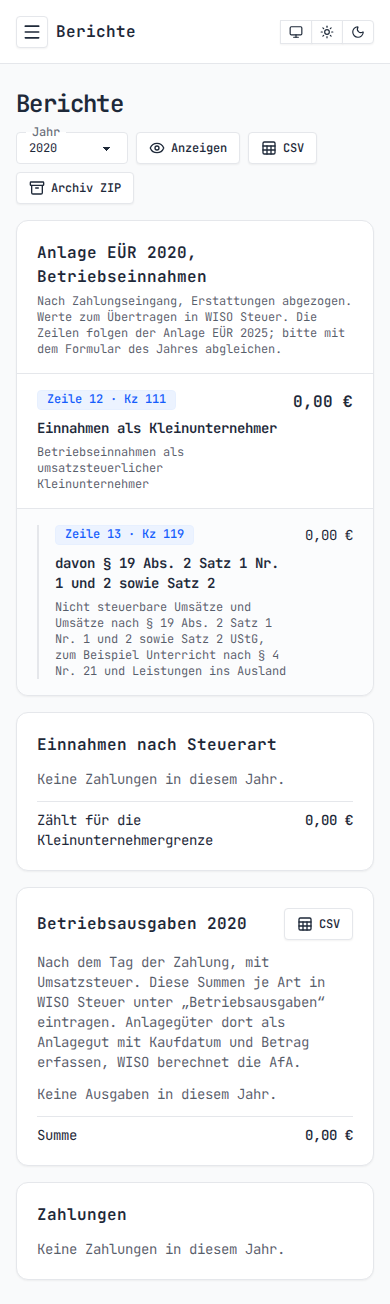 Berichte
Berichte
Jahr
2020
Anzeigen
CSV
Archiv ZIP
Anlage EÜR 2020,
Betriebseinnahmen
Nach Zahlungseingang, Erstattungen abgezogen.
Werte zum Übertragen in WISO Steuer. Die
Zeilen folgen der Anlage EÜR 2025; bitte mit
dem Formular des Jahres abgleichen.
Zeile 12 · Kz 111
0,00 €
Einnahmen als Kleinunternehmer
Betriebseinnahmen als
umsatzsteuerlicher
Kleinunternehmer
Zeile 13 · Kz 119
0,00 €
davon § 19 Abs. 2 Satz 1 Nr.
1 und 2 sowie Satz 2
Nicht steuerbare Umsätze und
Umsätze nach § 19 Abs. 2 Satz 1
Nr. 1 und 2 sowie Satz 2 UStG,
zum Beispiel Unterricht nach § 4
Nr. 21 und Leistungen ins Ausland
Einnahmen nach Steuerart
Keine Zahlungen in diesem Jahr.
Zählt für die
Kleinunternehmergrenze
0,00 €
Betriebsausgaben 2020
CSV
Nach dem Tag der Zahlung, mit
Umsatzsteuer. Diese Summen je Art in
WISO Steuer unter „Betriebsausgaben“
eintragen. Anlagegüter dort als
Anlagegut mit Kaufdatum und Betrag
erfassen, WISO berechnet die AfA.
Keine Ausgaben in diesem Jahr.
Summe
0,00 €
Zahlungen
Keine Zahlungen in diesem Jahr.